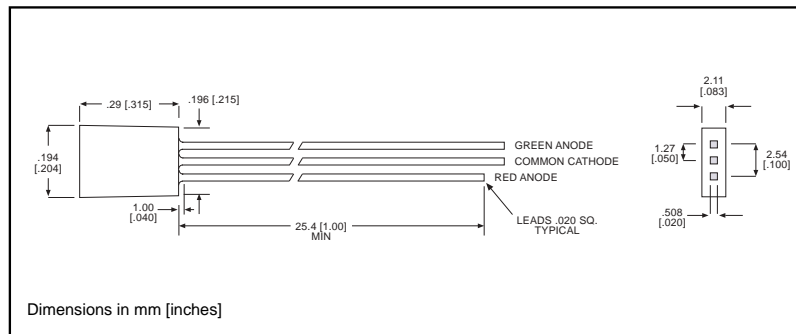 .29 [.315]
.196 [.215]
.194
[.204]
1.00
[.040]
25.4 [1.00]
MIN
GREEN ANODE
COMMON CATHODE
RED ANODE
LEADS .020 SQ.
TYPICAL
2.11
[.083]
1.27
[.050]
2.54
[.100]
.508
[.020]
Dimensions in mm [inches]